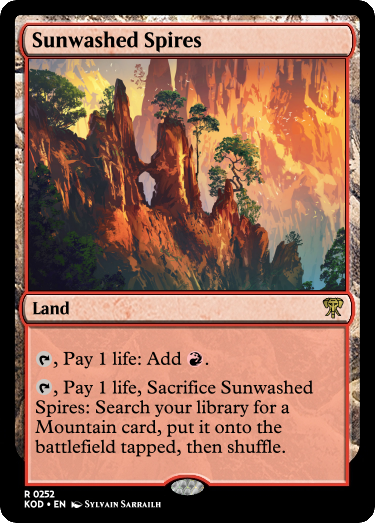 Sunwashed Spires
Land
, Pay 1 life: Add .
, Pay 1 life, Sacrifice Sunwashed
Spires: Search your library for a
Mountain card, put it onto the
battlefield tapped, then shuffle.
R 0252
KOD • EN Sylvain Sarrailh